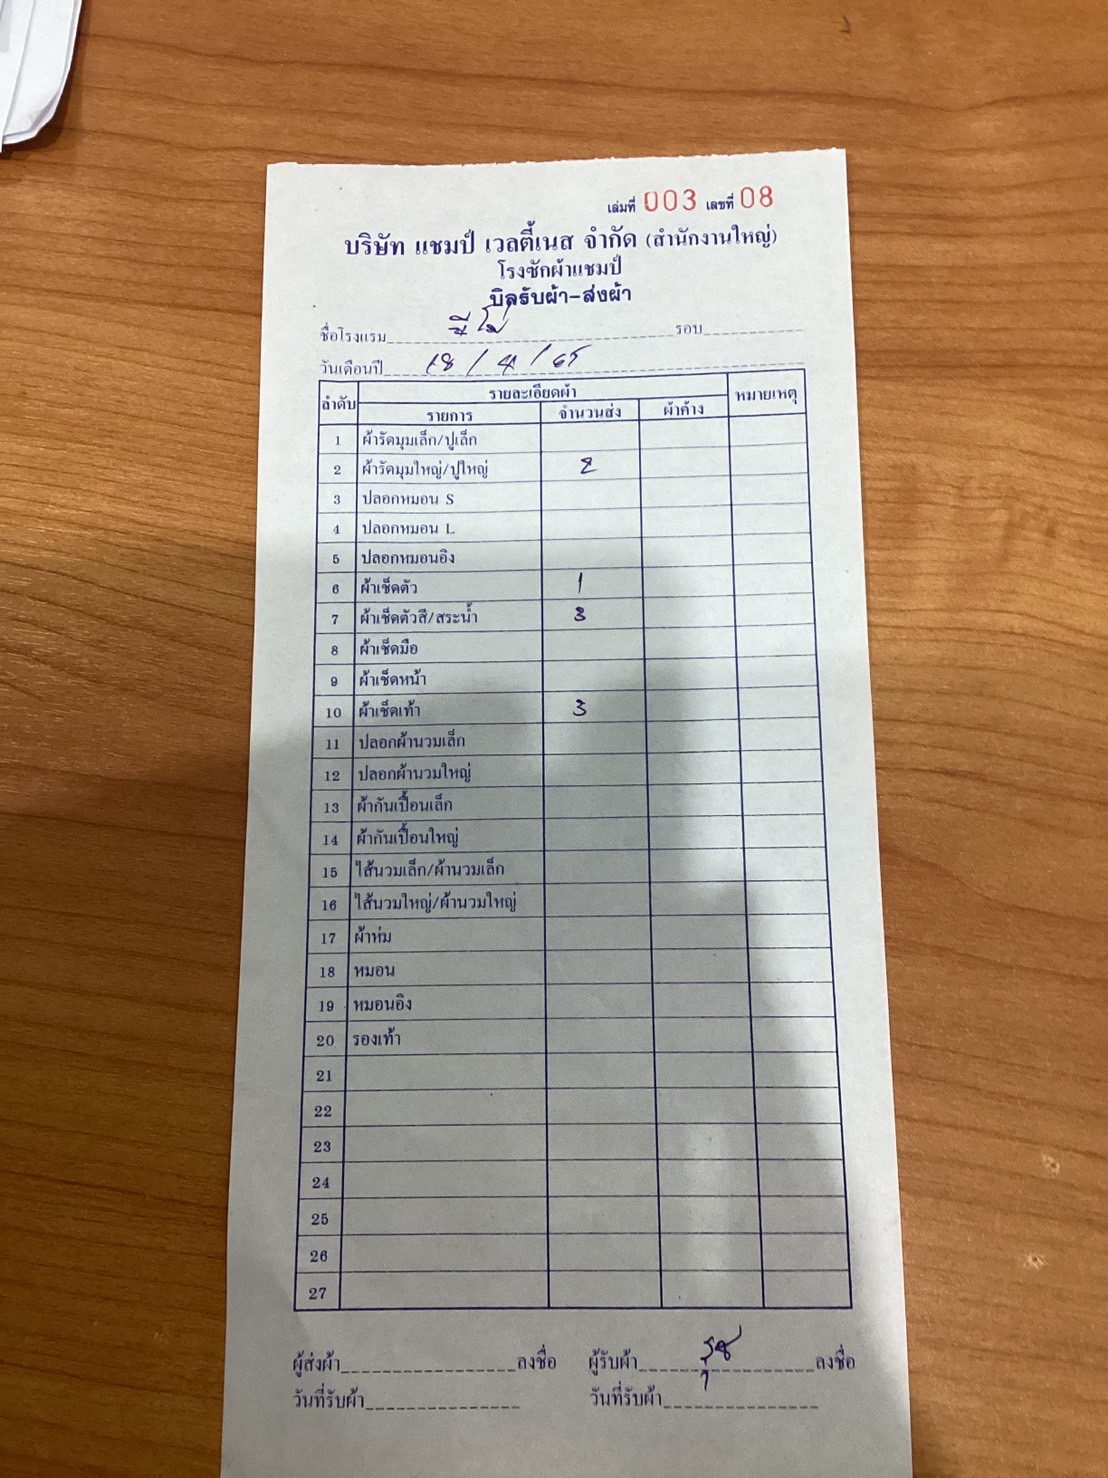 เล่มที่ 003 เลขที่ 08
บริษัท แชมป์ เวลตี้เนส จำกัด (สำนักงานใหญ่)
โรงซักผ้าแชมป์
บิลรับผ้า-ส่งผ้า
ชื่อโรงแรม รอบ
วันเดือนปี 18 / 4 / 65
ลำดับ รายละเอียดผ้า หมายเหตุ
รายการ จำนวนส่ง ผ้าค้าง
1 ผ้ารัดมุมเล็ก/ปูเล็ก
2 ผ้ารัดมุมใหญ่/ปูใหญ่ 2
3 ปลอกหมอน S
4 ปลอกหมอน L
5 ปลอกหมอนอิง
6 ผ้าเช็ดตัว 1
7 ผ้าเช็ดตัวสี/สระน้ำ 3
8 ผ้าเช็ดมือ
9 ผ้าเช็ดหน้า
10 ผ้าเช็ดเท้า 3
11 ปลอกผ้านวมเล็ก
12 ปลอกผ้านวมใหญ่
13 ผ้ากันเปื้อนเล็ก
14 ผ้ากันเปื้อนใหญ่
15 ไส้นวมเล็ก/ผ้านวมเล็ก
16 ไส้นวมใหญ่/ผ้านวมใหญ่
17 ผ้าห่ม
18 หมอน
19 หมอนอิง
20 รองเท้า
21
22
23
24
25
26
27
ผู้ส่งผ้า ลงชื่อ ผู้รับผ้า ลงชื่อ
วันที่รับผ้า วันที่รับผ้า